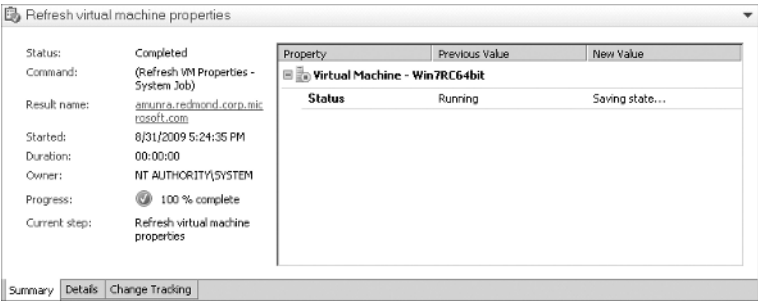 Refresh virtual machine properties
Status: Completed
Command: (Refresh VM Properties -
System Job)
Result name: amunra.redmond.corp.mic
rosoft.com
Started: 8/31/2009 5:24:35 PM
Duration: 00:00:00
Owner: NT AUTHORITY\SYSTEM
Progress: 100 % complete
Current step: Refresh virtual machine
properties
Property Previous Value New Value
Virtual Machine - Win7RC64bit
Status Running Saving state...
Summary Details Change Tracking